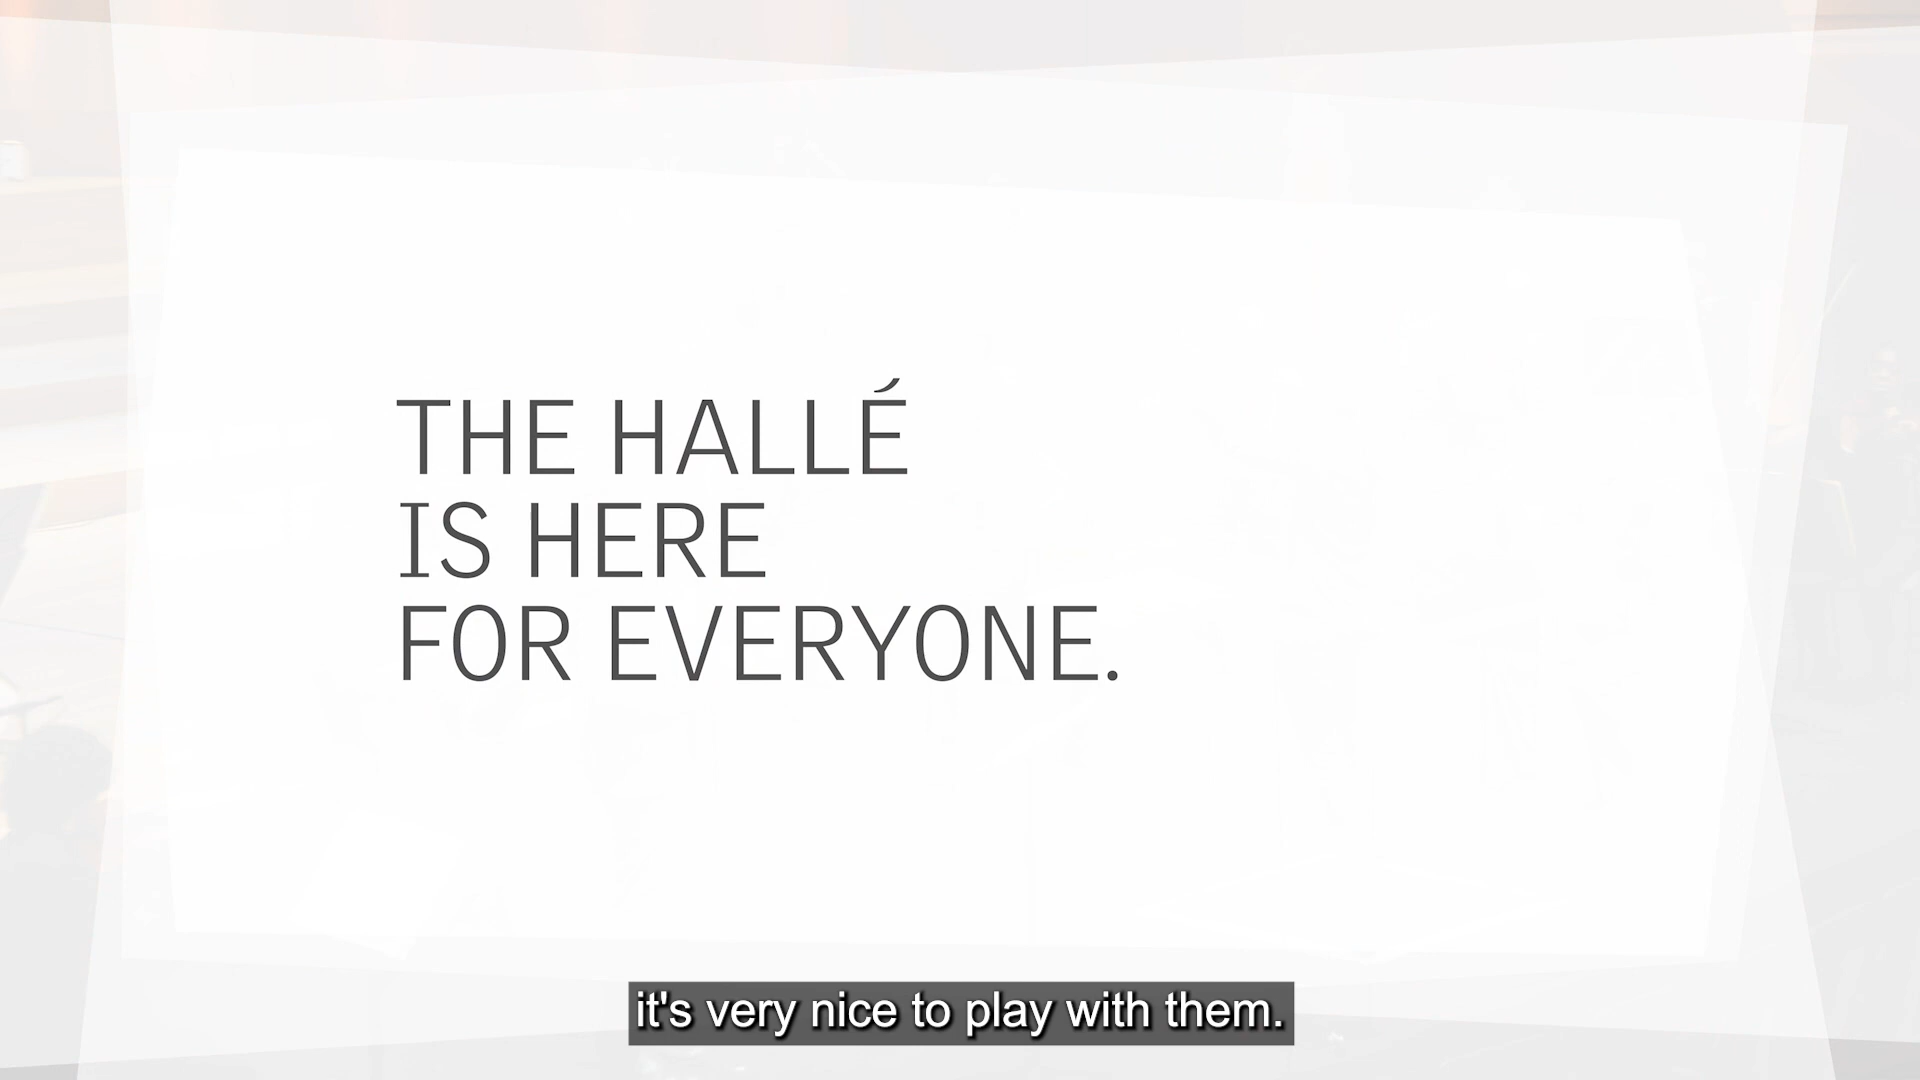 THE HALLÉ
IS HERE
FOR EVERYONE.
it's very nice to play with them.